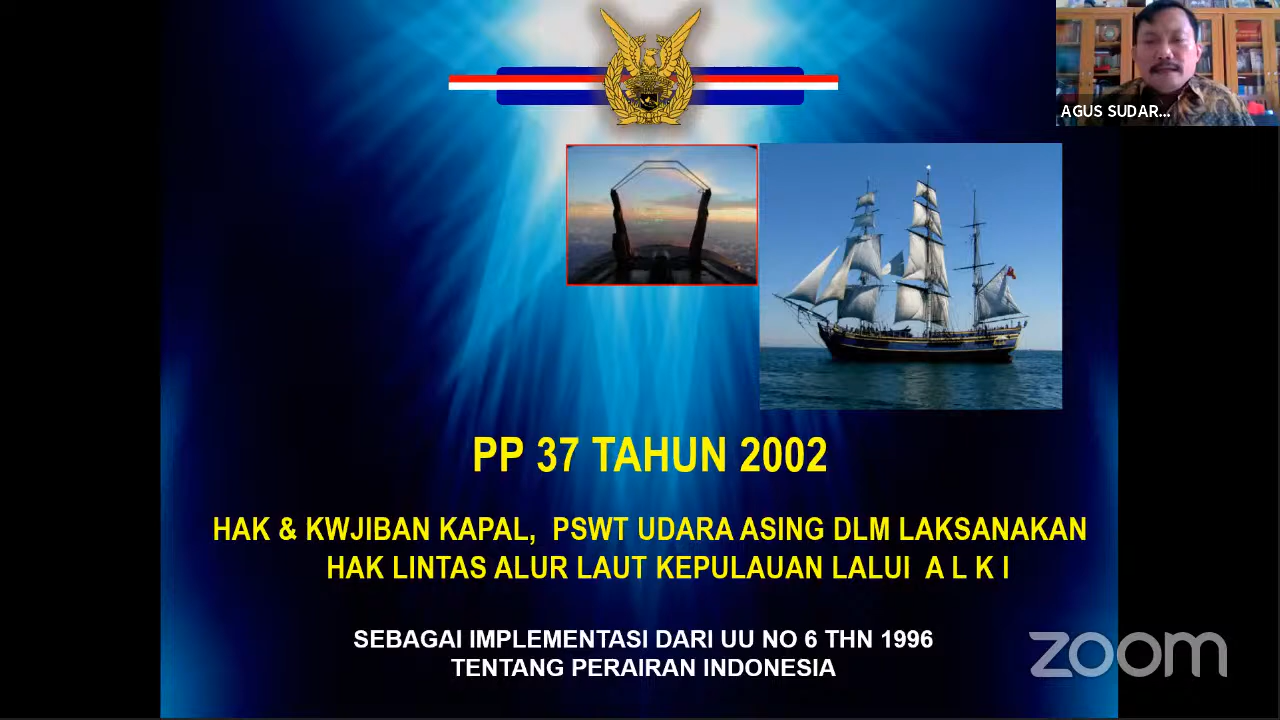 AGUS SUDAR...
PP 37 TAHUN 2002
HAK & KWJIBAN KAPAL, PSWT UDARA ASING DLM LAKSANAKAN
HAK LINTAS ALUR LAUT KEPULAUAN LALUI A L K I
SEBAGAI IMPLEMENTASI DARI UU NO 6 THN 1996
TENTANG PERAIRAN INDONESIA
zoom